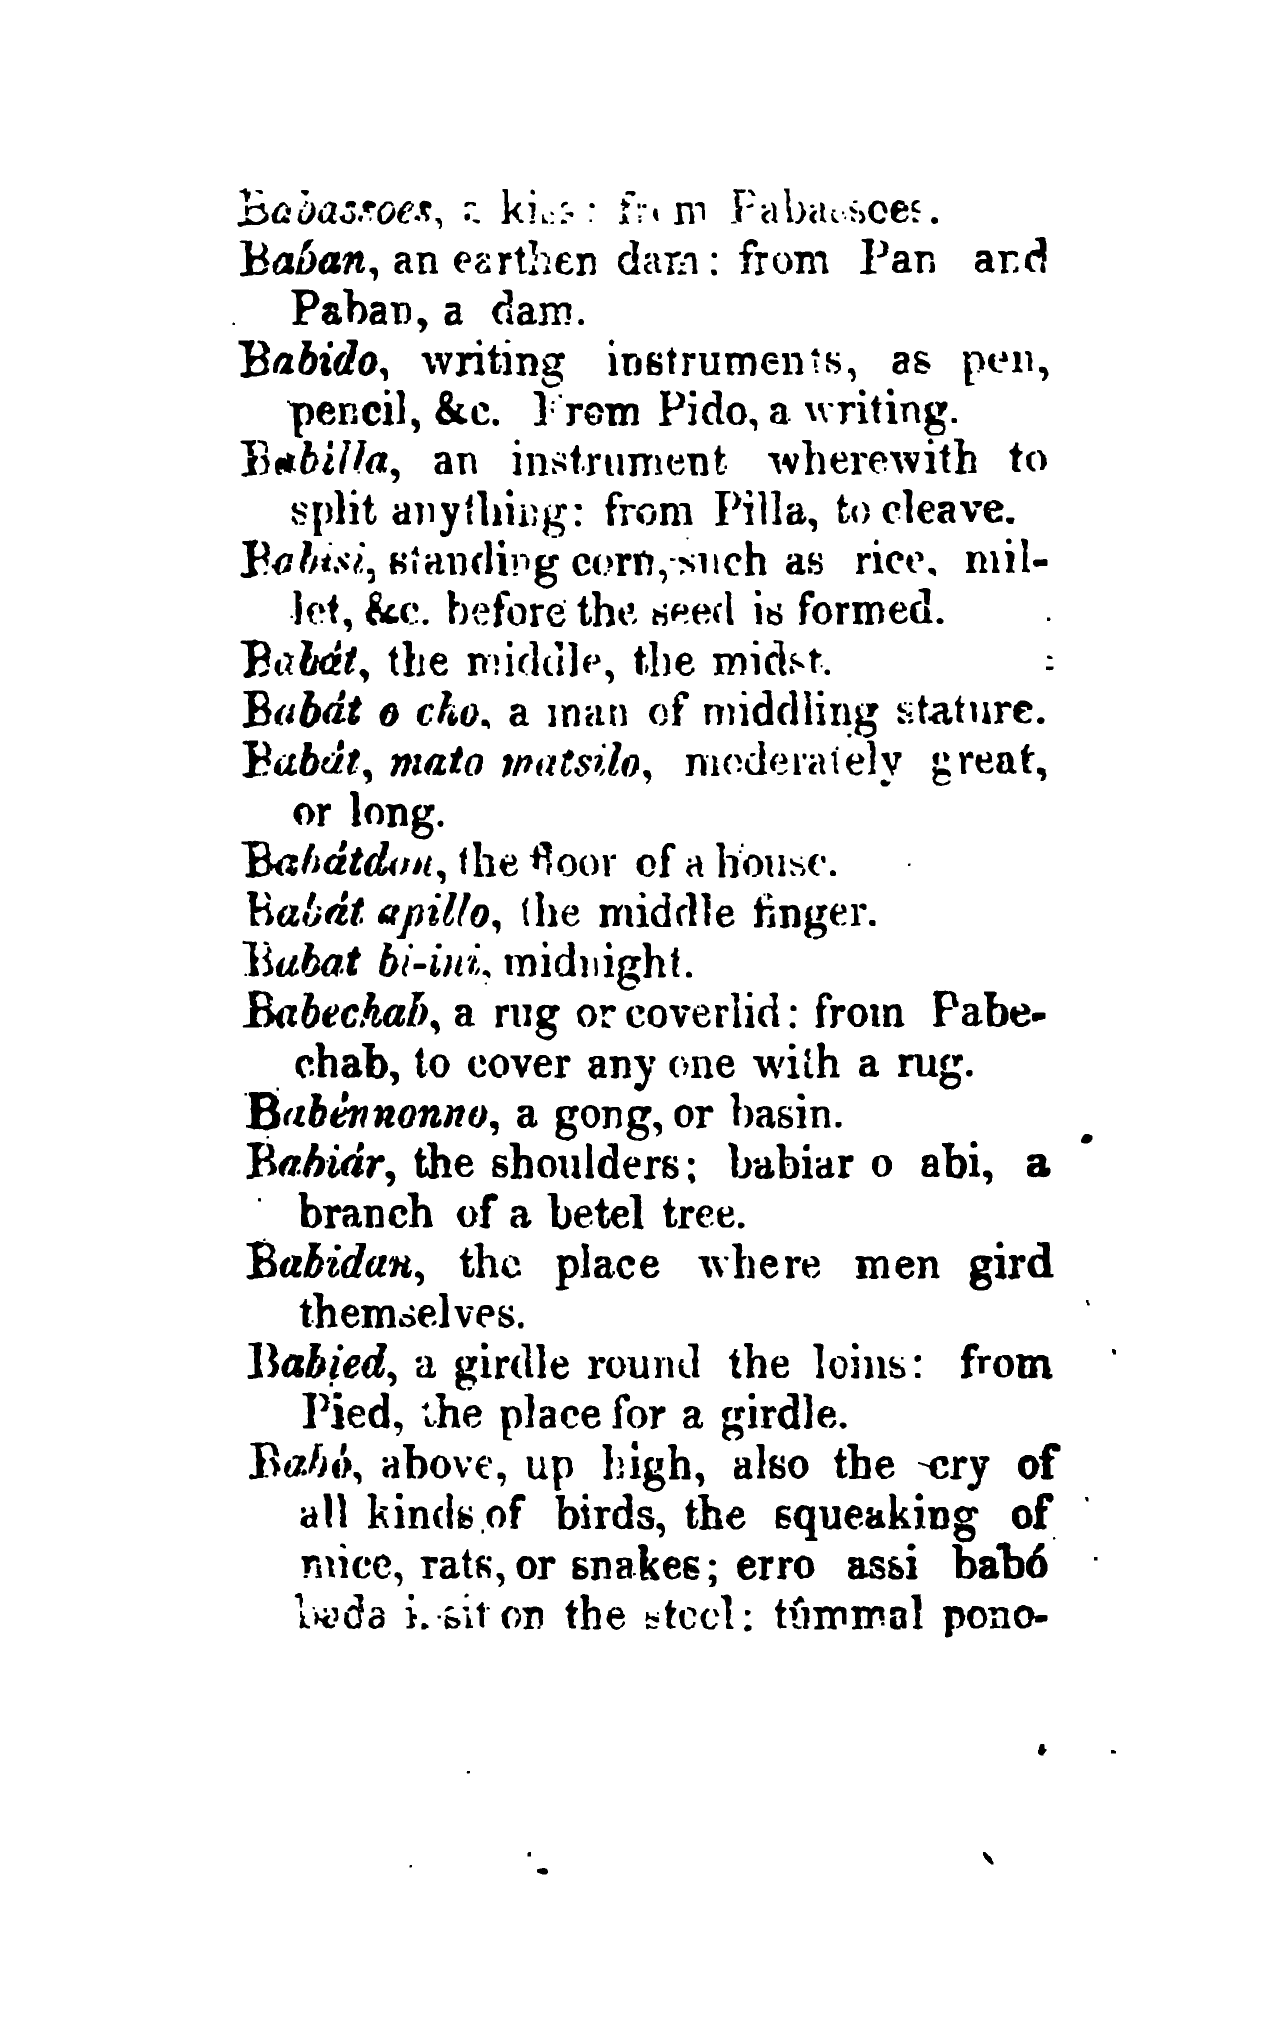 Babassoes, a kiss: from Pabassoes.
Baban, an earthen dam: from Pan and
Paban, a dam.
Babido, writing instruments, as pen,
pencil, &c. From Pido, a writing.
Babilla, an instrument wherewith to
split anything: from Pilla, to cleave.
Babisi, standing corn, such as rice, mil-
let, &c. before the seed is formed.
Babát, the middle, the midst.
Babát o cho, a man of middling stature.
Babát, mato matsilo, moderately great,
or long.
Babátdon, the floor of a house.
Babát apillo, the middle finger.
Babat bi-ini, midnight.
Babechab, a rug or coverlid: from Pabe-
chab, to cover any one with a rug.
Babénnonno, a gong, or basin.
Babiár, the shoulders; babiar o abi, a
branch of a betel tree.
Babidan, the place where men gird
themselves.
Babied, a girdle round the loins: from
Pied, the place for a girdle.
Babó, above, up high, also the cry of
all kinds of birds, the squeaking of
mice, rats, or snakes; erro assi babó
i. sit on the stool: tûmmal pono-